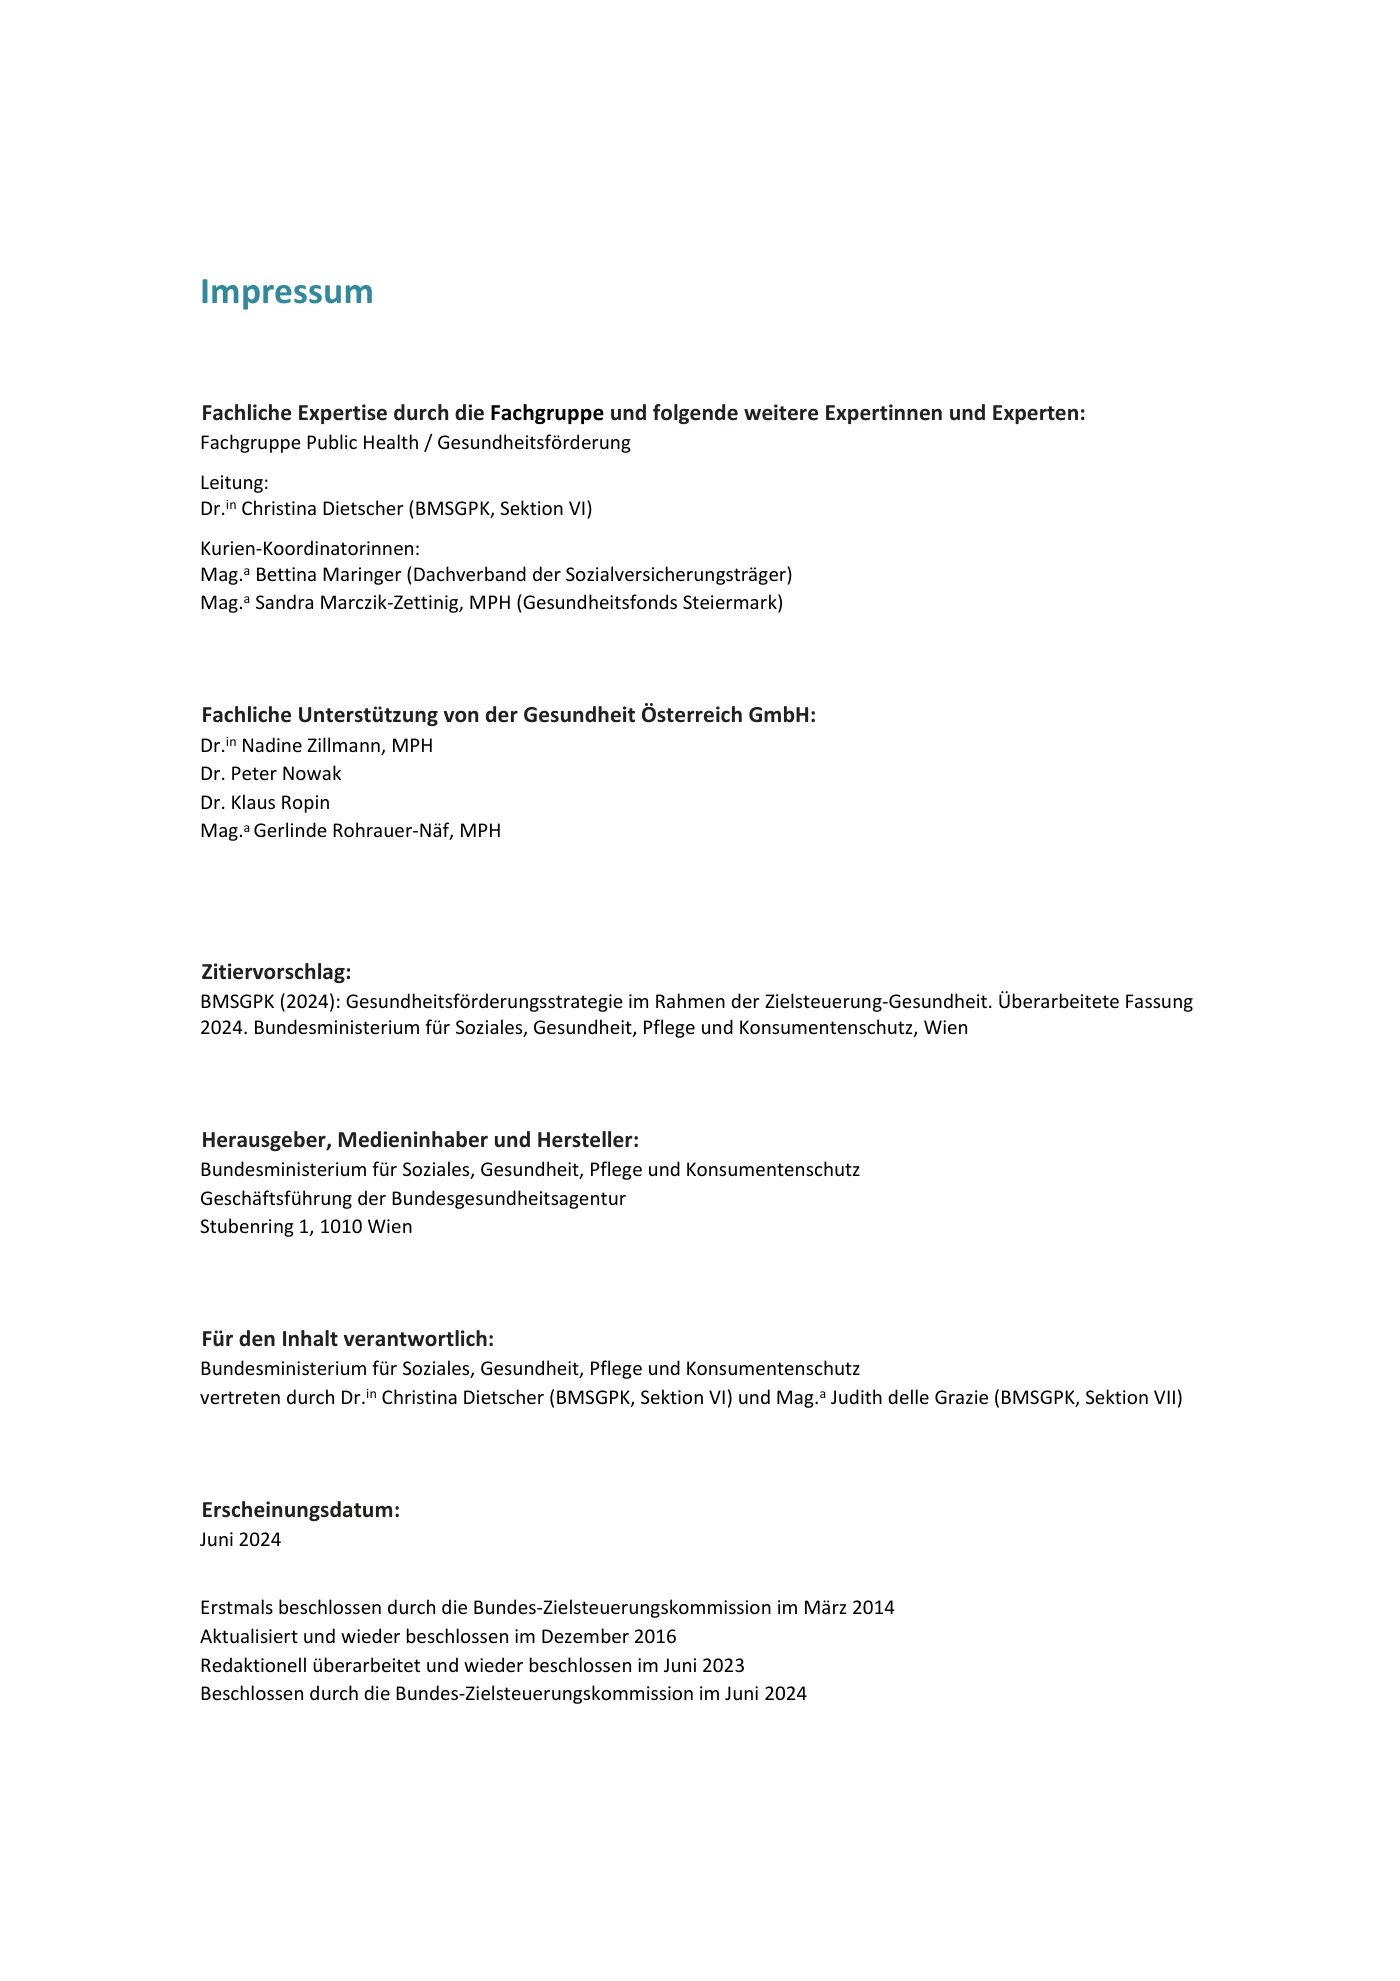 Impressum
Fachliche Expertise durch die Fachgruppe und folgende weitere Expertinnen und Experten:
Fachgruppe Public Health / Gesundheitsförderung
Leitung:
Dr.ⁱⁿ Christina Dietscher (BMSGPK, Sektion VI)
Kurien-Koordinatorinnen:
Mag.ᵃ Bettina Maringer (Dachverband der Sozialversicherungsträger)
Mag.ᵃ Sandra Marczik-Zettinig, MPH (Gesundheitsfonds Steiermark)
Fachliche Unterstützung von der Gesundheit Österreich GmbH:
Dr.ⁱⁿ Nadine Zillmann, MPH
Dr. Peter Nowak
Dr. Klaus Ropin
Mag.ᵃ Gerlinde Rohrauer-Näf, MPH
Zitiervorschlag:
BMSGPK (2024): Gesundheitsförderungsstrategie im Rahmen der Zielsteuerung-Gesundheit. Überarbeitete Fassung
2024. Bundesministerium für Soziales, Gesundheit, Pflege und Konsumentenschutz, Wien
Herausgeber, Medieninhaber und Hersteller:
Bundesministerium für Soziales, Gesundheit, Pflege und Konsumentenschutz
Geschäftsführung der Bundesgesundheitsagentur
Stubenring 1, 1010 Wien
Für den Inhalt verantwortlich:
Bundesministerium für Soziales, Gesundheit, Pflege und Konsumentenschutz
vertreten durch Dr.ⁱⁿ Christina Dietscher (BMSGPK, Sektion VI) und Mag.ᵃ Judith delle Grazie (BMSGPK, Sektion VII)
Erscheinungsdatum:
Juni 2024
Erstmals beschlossen durch die Bundes-Zielsteuerungskommission im März 2014
Aktualisiert und wieder beschlossen im Dezember 2016
Redaktionell überarbeitet und wieder beschlossen im Juni 2023
Beschlossen durch die Bundes-Zielsteuerungskommission im Juni 2024